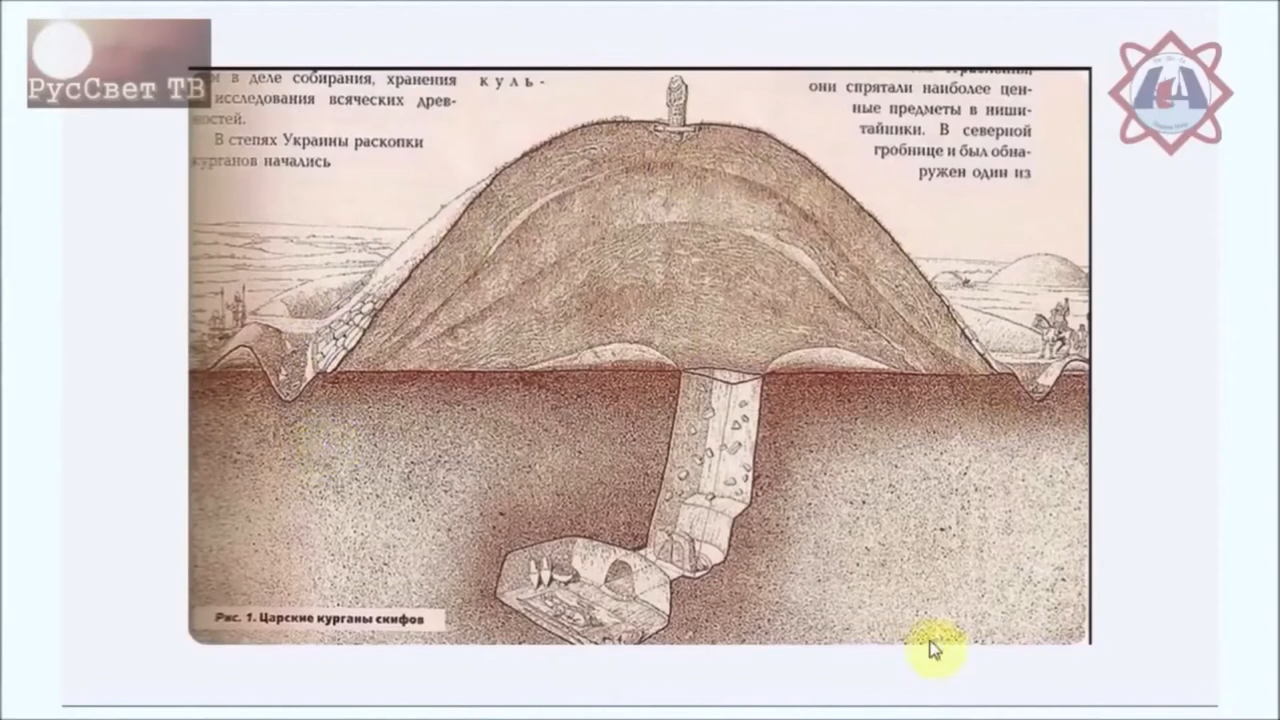 РусСвет ТВ
в деле собирания, хранения
исследования всяческих древ-
ностей.
В степях Украины раскопки
курганов начались
куль-
они спрятали наиболее цен-
ные предметы в ниши-
тайники. В северной
гробнице и был обна-
ружен один из
Рис. 1. Царские курганы скифов